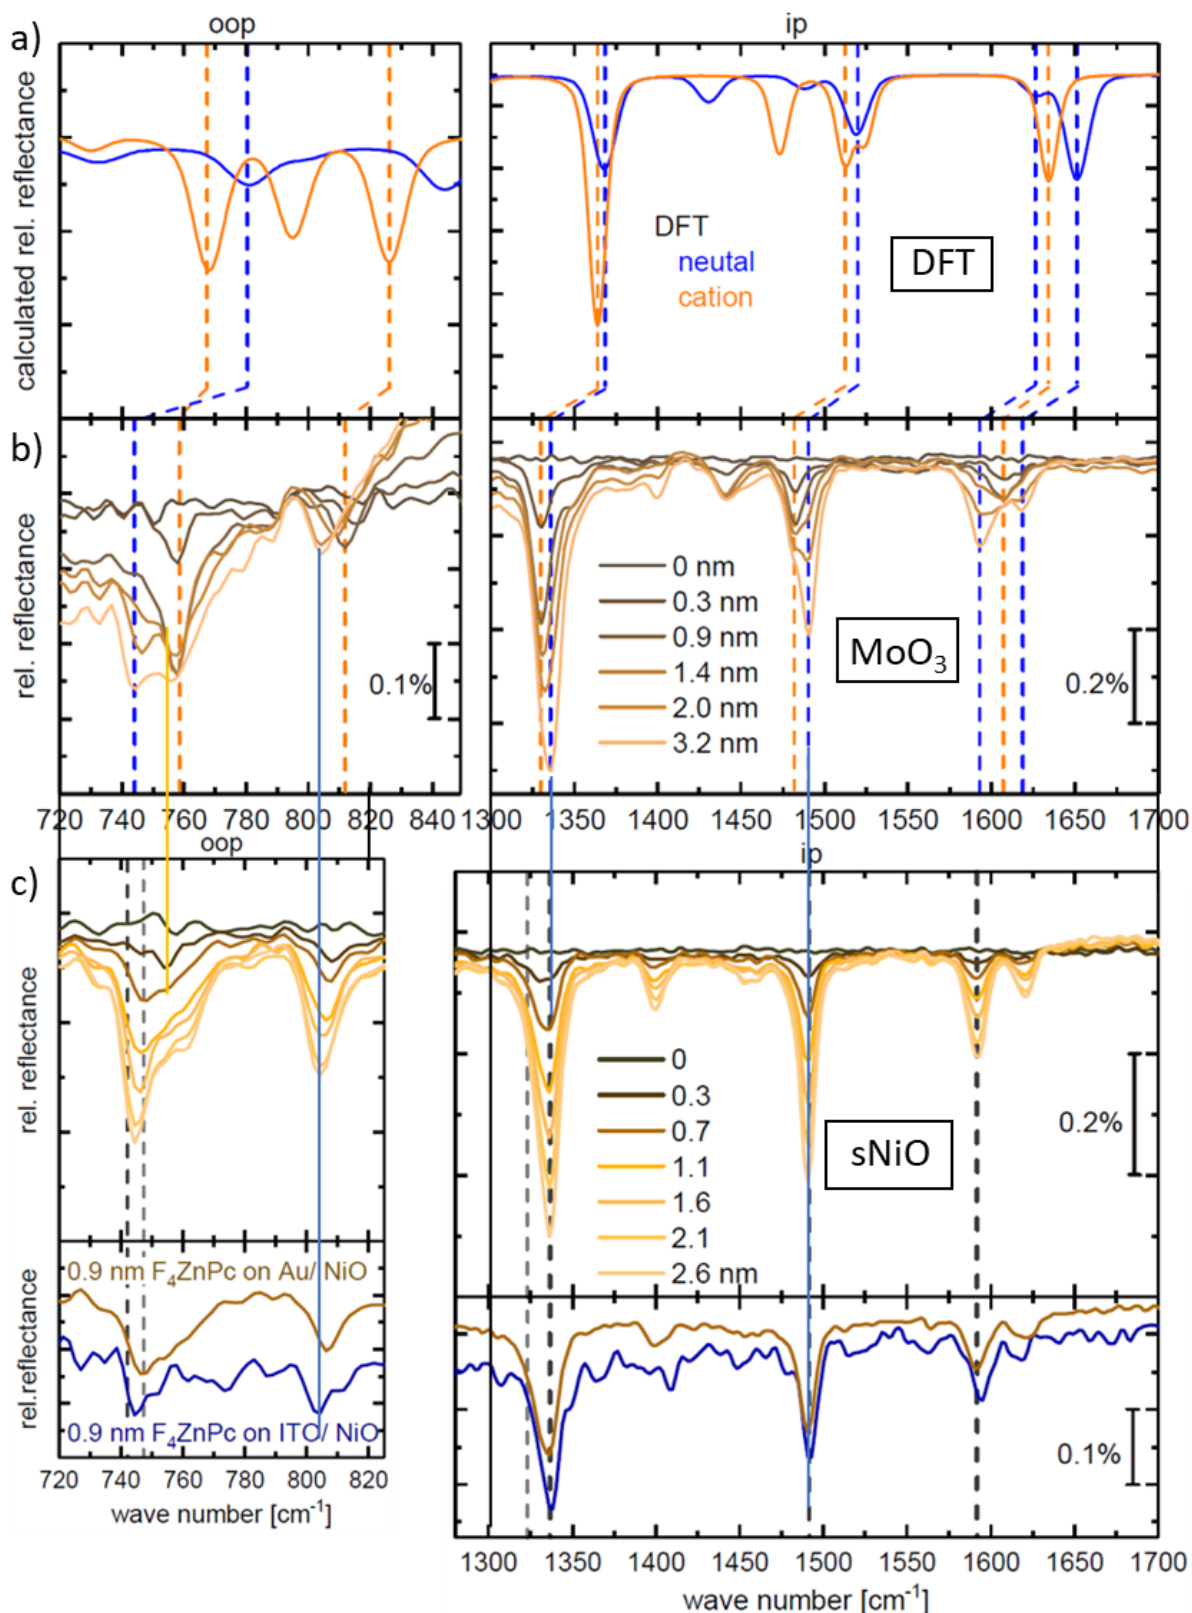 a)
oop
ip
calculated rel. reflectance
DFT
neutal
cation
DFT
b)
rel. reflectance
0.1%
0 nm
0.3 nm
0.9 nm
1.4 nm
2.0 nm
3.2 nm
MoO3
0.2%
720 740 760 780 800 820 840 1300 1350 1400 1450 1500 1550 1600 1650 1700
oop
ip
c)
rel. reflectance
0
0.3
0.7
1.1
1.6
2.1
2.6 nm
sNiO
0.2%
rel.reflectance
0.9 nm F4ZnPc on Au/ NiO
0.9 nm F4ZnPc on ITO/ NiO
0.1%
720 740 760 780 800 820
wave number [cm-1]
1300 1350 1400 1450 1500 1550 1600 1650 1700
wave number [cm-1]